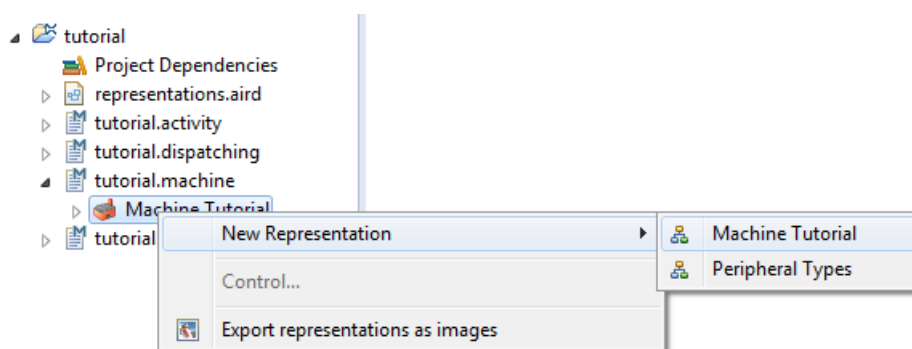 tutorial
Project Dependencies
representations.aird
tutorial.activity
tutorial.dispatching
tutorial.machine
Machine Tutorial
tutorial
New Representation
Machine Tutorial
Peripheral Types
Control...
Export representations as images